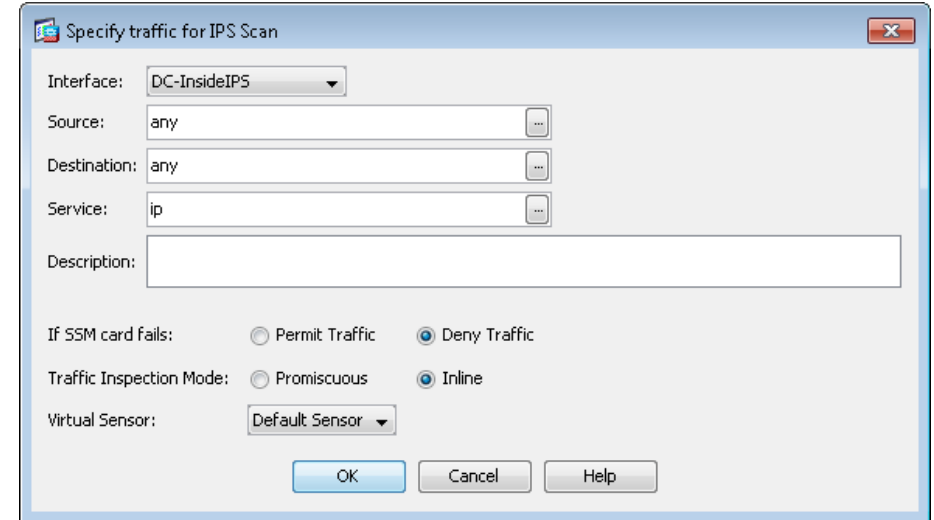 Specify traffic for IPS Scan
Interface: DC-InsideIPS
Source: any ...
Destination: any ...
Service: ip ...
Description:
If SSM card fails: Permit Traffic Deny Traffic
Traffic Inspection Mode: Promiscuous Inline
Virtual Sensor: Default Sensor
OK Cancel Help